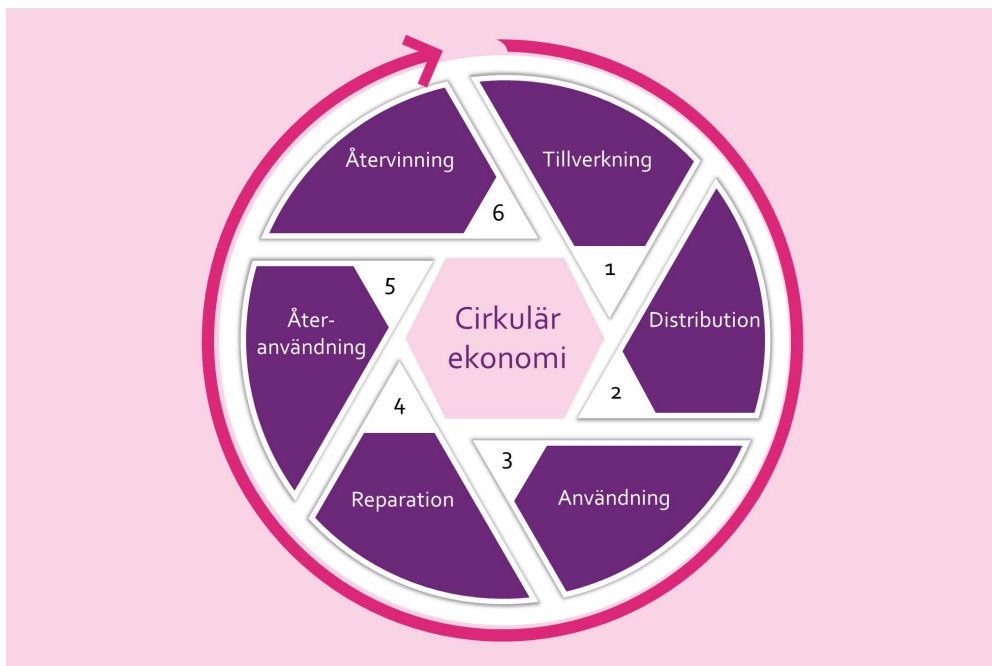 Cirkulär
ekonomi
Tillverkning
1
Distribution
2
Användning
3
Reparation
4
Åter-
användning
5
Återvinning
6